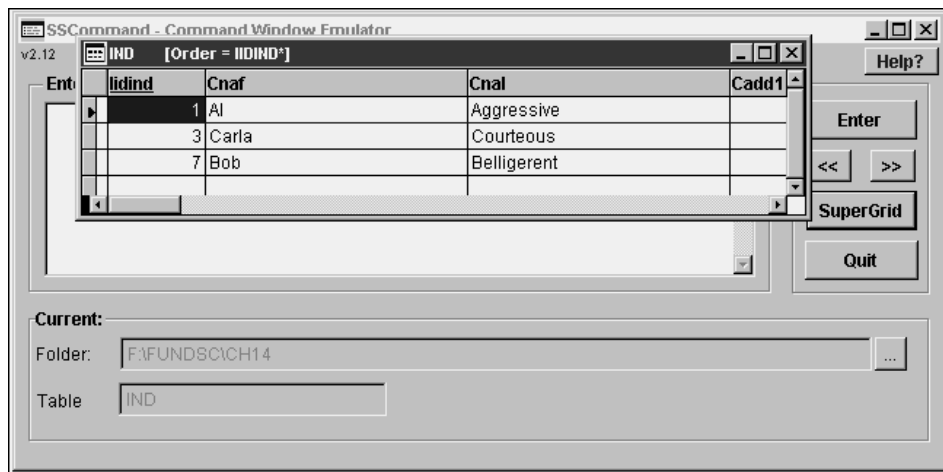 SSCommand - Command Window Emulator
v2.12
Help?
IND [Order = IIDIND*]
Iidind Cnaf Cnal Cadd1
1 Al Aggressive
3 Carla Courteous
7 Bob Belligerent
Enter
<< >>
SuperGrid
Quit
Current:
Folder: F:\FUNDSC\CH14 ...
Table IND